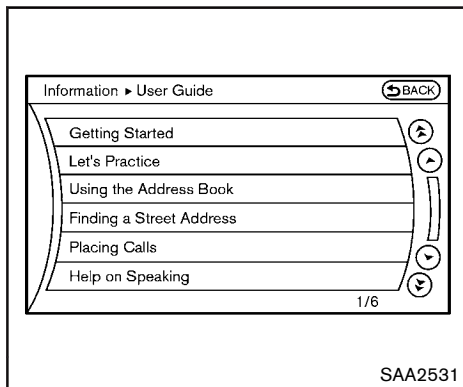 Information ▸ User Guide
BACK
Getting Started
Let's Practice
Using the Address Book
Finding a Street Address
Placing Calls
Help on Speaking
1/6
SAA2531